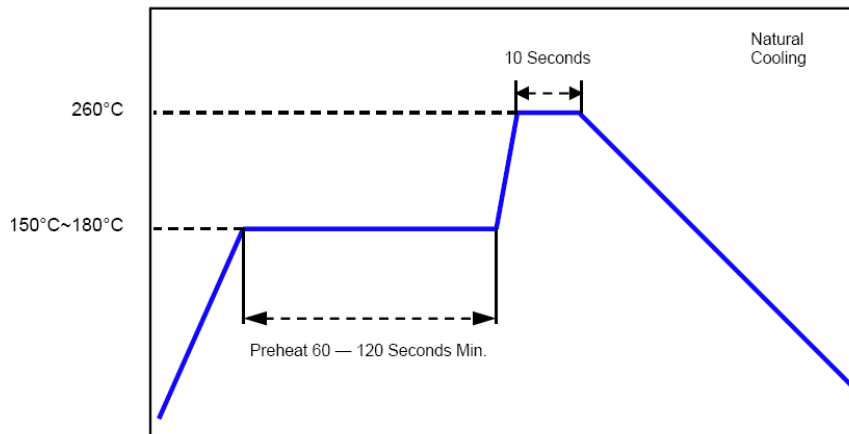 Natural
Cooling
10 Seconds
260°C
150°C~180°C
Preheat 60 — 120 Seconds Min.